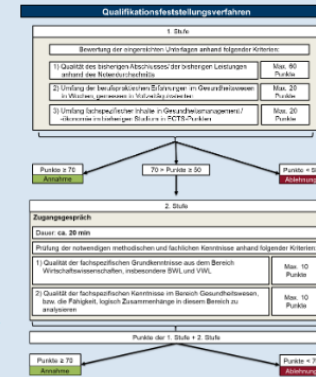 Qualifikationsfeststellungsverfahren
1. Stufe
Bewertung der eingereichten Unterlagen anhand folgender Kriterien:
1) Qualität des bisherigen Abschlusses/ der bisherigen Leistungen
anhand des Notendurchschnitts
Max. 60
Punkte
2) Umfang der berufspraktischen Erfahrungen im Gesundheitswesen
in Wochen, gemessen in Vollzeitäquivalenten
Max. 20
Punkte
3) Umfang fachspezifischer Inhalte in Gesundheitsmanagement /
-ökonomie im bisherigen Studium in ECTS-Punkten
Max. 20
Punkte
Punkte ≥ 70
Annahme
70 > Punkte ≥ 50
Punkte < 5
Ablehnung
2. Stufe
Zugangsgespräch
Dauer: ca. 20 min
Prüfung der notwendigen methodischen und fachlichen Kenntnisse anhand folgender Kriterien:
1) Qualität der fachspezifischen Grundkenntnisse aus dem Bereich
Wirtschaftswissenschaften, insbesondere BWL und VWL
Max. 10
Punkte
2) Qualität der fachspezifischen Kenntnisse im Bereich Gesundheitswesen,
bzw. die Fähigkeit, logisch Zusammenhänge in diesem Bereich zu
analysieren
Max. 10
Punkte
Punkte der 1. Stufe + 2. Stufe
Punkte ≥ 70
Annahme
Punkte < 7
Ablehnung